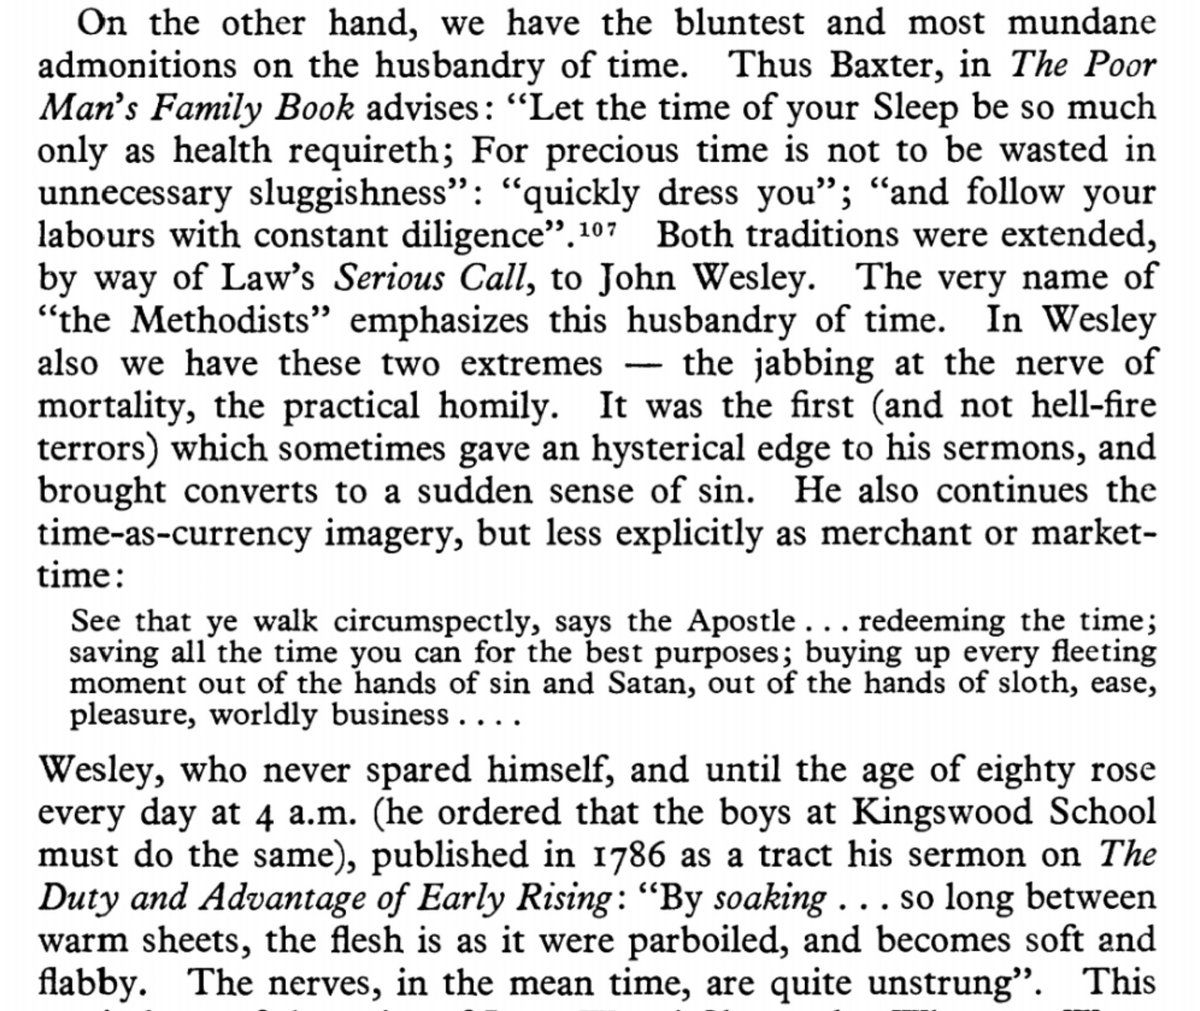 On the other hand, we have the bluntest and most mundane
admonitions on the husbandry of time. Thus Baxter, in The Poor
Man's Family Book advises: “Let the time of your Sleep be so much
only as health requireth; For precious time is not to be wasted in
unnecessary sluggishness”: “quickly dress you”; “and follow your
labours with constant diligence”.¹⁰⁷ Both traditions were extended,
by way of Law's Serious Call, to John Wesley. The very name of
“the Methodists” emphasizes this husbandry of time. In Wesley
also we have these two extremes — the jabbing at the nerve of
mortality, the practical homily. It was the first (and not hell-fire
terrors) which sometimes gave an hysterical edge to his sermons, and
brought converts to a sudden sense of sin. He also continues the
time-as-currency imagery, but less explicitly as merchant or market-
time:
See that ye walk circumspectly, says the Apostle . . . redeeming the time;
saving all the time you can for the best purposes; buying up every fleeting
moment out of the hands of sin and Satan, out of the hands of sloth, ease,
pleasure, worldly business . . . .
Wesley, who never spared himself, and until the age of eighty rose
every day at 4 a.m. (he ordered that the boys at Kingswood School
must do the same), published in 1786 as a tract his sermon on The
Duty and Advantage of Early Rising: “By soaking . . . so long between
warm sheets, the flesh is as it were parboiled, and becomes soft and
flabby. The nerves, in the mean time, are quite unstrung”. This